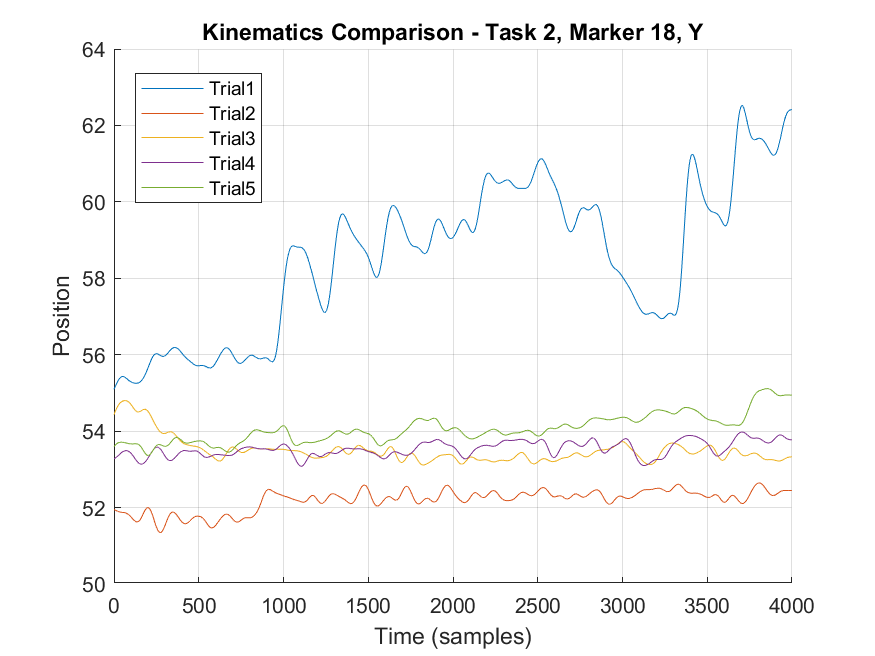 Kinematics Comparison - Task 2, Marker 18, Y
64
62
60
58
56
54
52
50
Position
Trial1
Trial2
Trial3
Trial4
Trial5
0 500 1000 1500 2000 2500 3000 3500 4000
Time (samples)